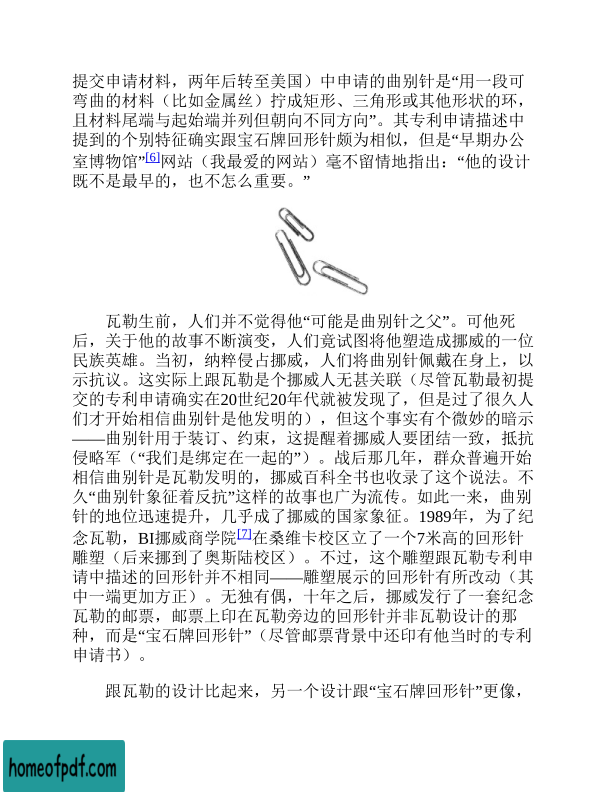 提交申请材料，两年后转至美国）中申请的曲别针是“用一段可
弯曲的材料（比如金属丝）拧成矩形、三角形或其他形状的环，
且材料尾端与起始端并列但朝向不同方向”。其专利申请描述中
提到的个别特征确实跟宝石牌回形针颇为相似，但是“早期办公
室博物馆”[6]网站（我最爱的网站）毫不留情地指出：“他的设计
既不是最早的，也不怎么重要。”
瓦勒生前，人们并不觉得他“可能是曲别针之父”。可他死
后，关于他的故事不断演变，人们竟试图将他塑造成挪威的一位
民族英雄。当初，纳粹侵占挪威，人们将曲别针佩戴在身上，以
示抗议。这实际上跟瓦勒是个挪威人无甚关联（尽管瓦勒最初提
交的专利申请确实在20世纪20年代就被发现了，但是过了很久人
们才开始相信曲别针是他发明的），但这个事实有个微妙的暗示
——曲别针用于装订、约束，这提醒着挪威人要团结一致，抵抗
侵略军（“我们是绑定在一起的”）。战后那几年，群众普遍开始
相信曲别针是瓦勒发明的，挪威百科全书也收录了这个说法。不
久“曲别针象征着反抗”这样的故事也广为流传。如此一来，曲别
针的地位迅速提升，几乎成了挪威的国家象征。1989年，为了纪
念瓦勒，BI挪威商学院[7]在桑维卡校区立了一个7米高的回形针
雕塑（后来挪到了奥斯陆校区）。不过，这个雕塑跟瓦勒专利申
请中描述的回形针并不相同——雕塑展示的回形针有所改动（其
中一端更加方正）。无独有偶，十年之后，挪威发行了一套纪念
瓦勒的邮票，邮票上印在瓦勒旁边的回形针并非瓦勒设计的那
种，而是“宝石牌回形针”（尽管邮票背景中还印有他当时的专利
申请书）。
跟瓦勒的设计比起来，另一个设计跟“宝石牌回形针”更像，
homeofpdf.com